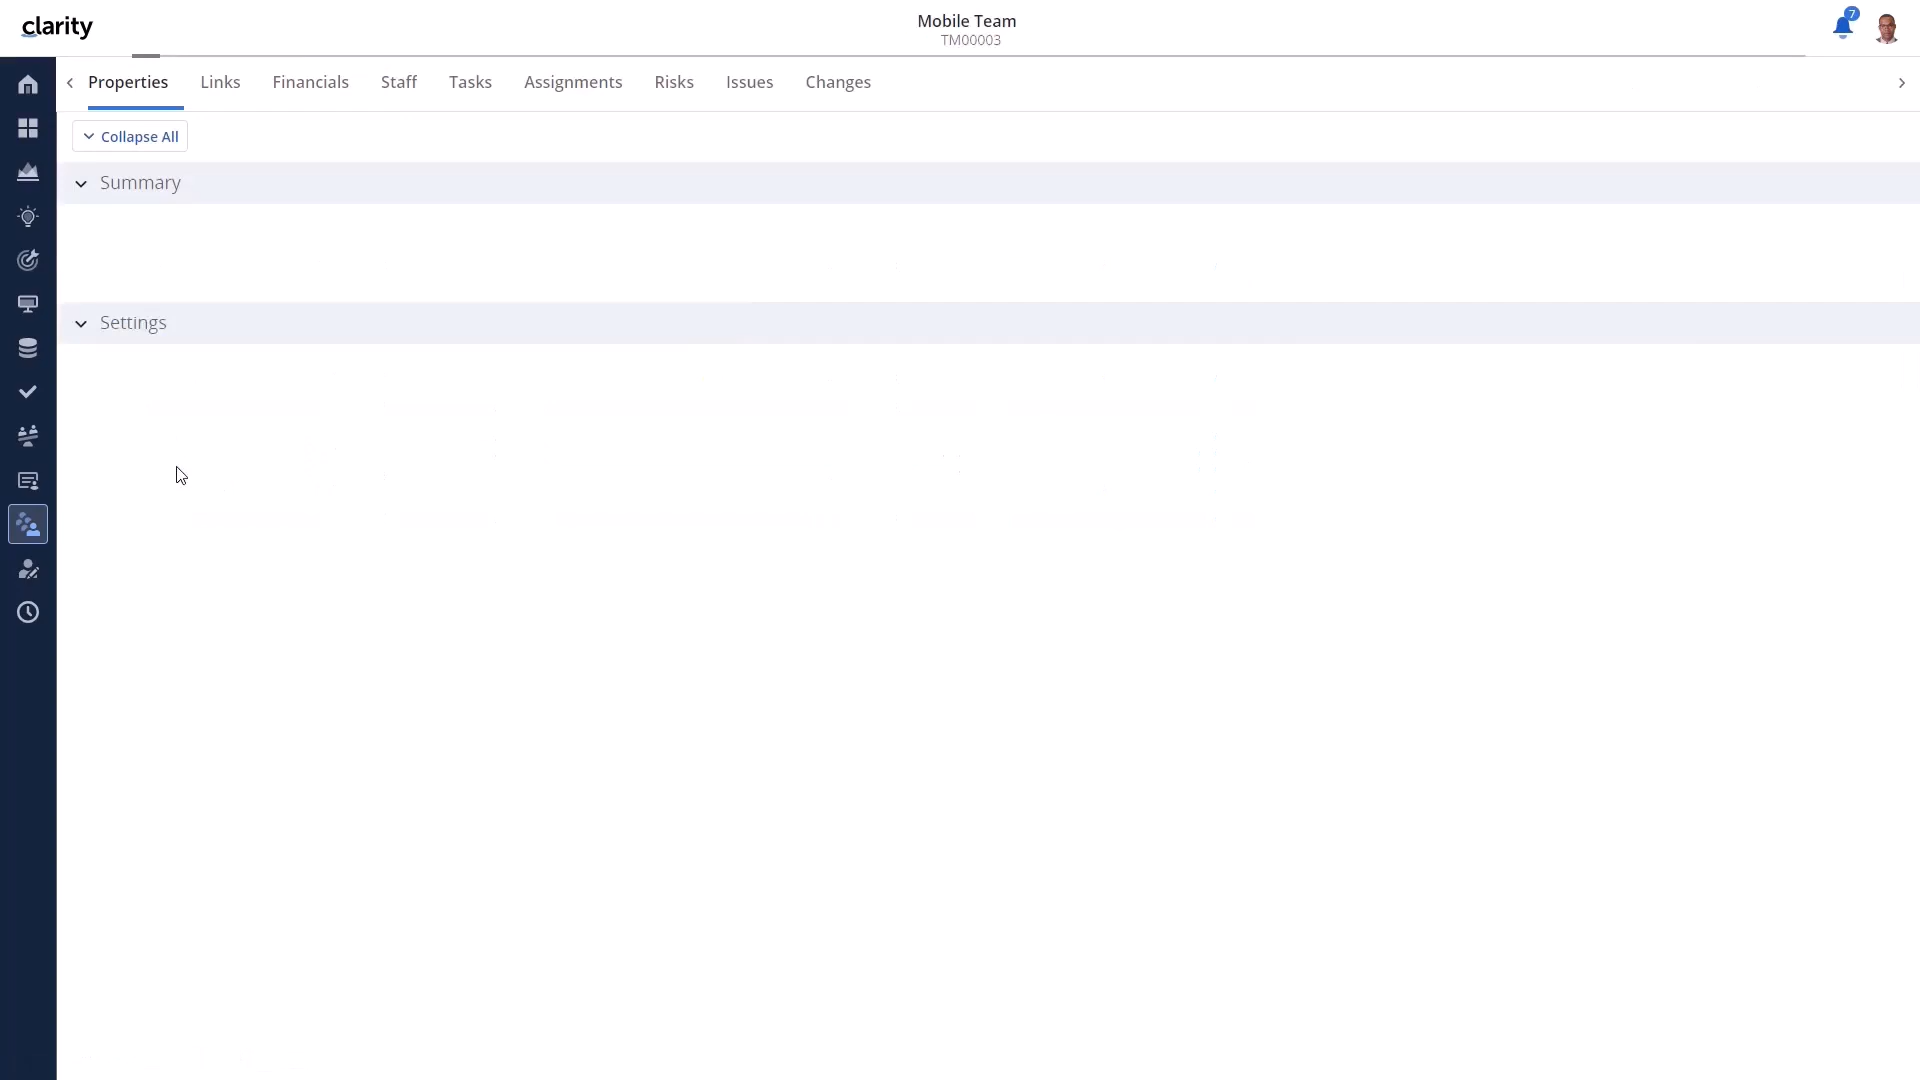 clarity
Mobile Team
TM00003
7
Properties Links Financials Staff Tasks Assignments Risks Issues Changes
Collapse All
Summary
Settings